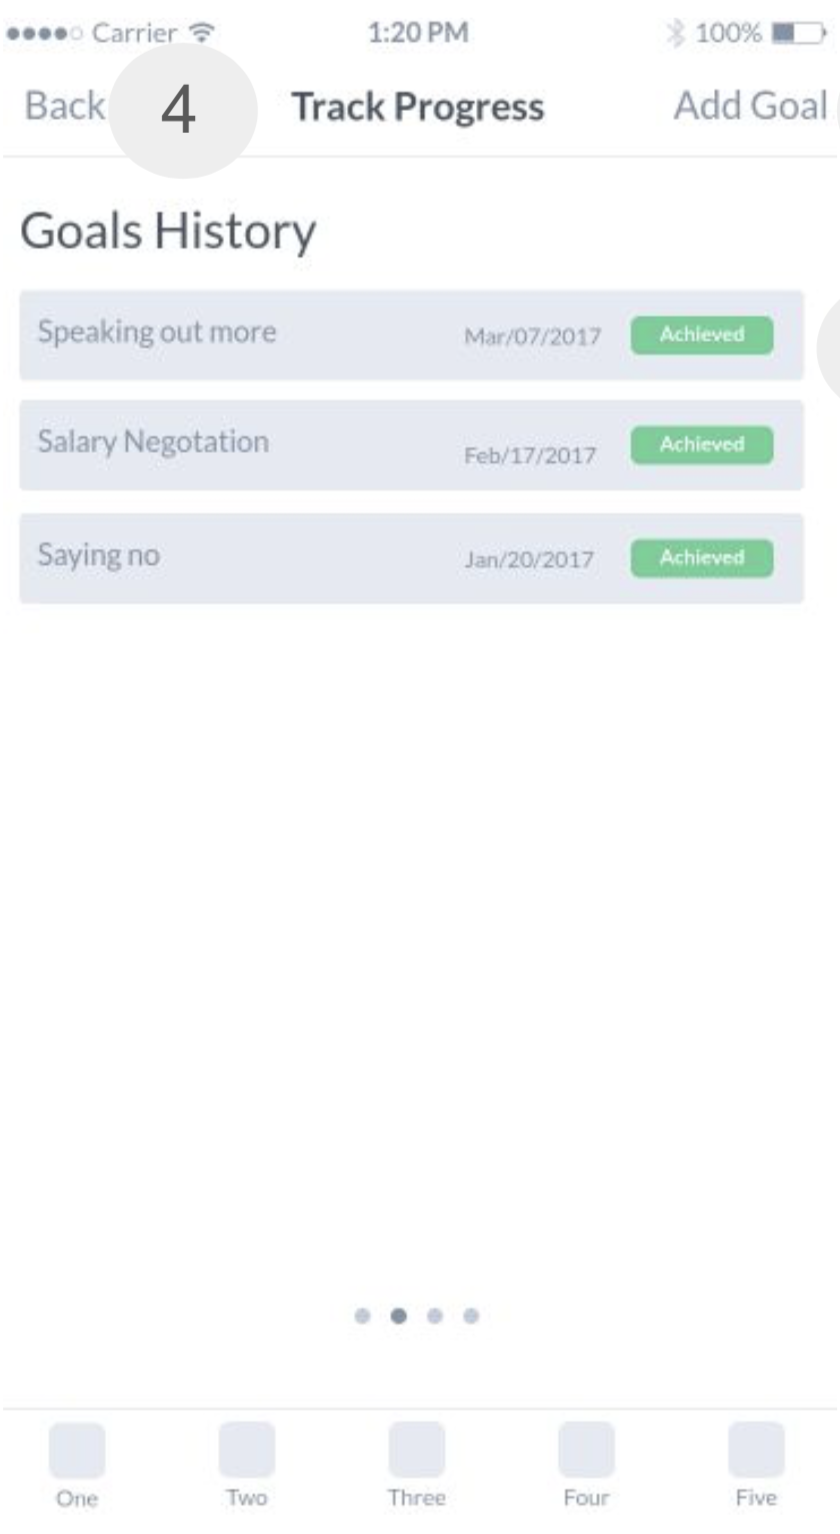 Carrier 1:20 PM 100%
Back 4 Track Progress Add Goal
Goals History
Speaking out more Mar/07/2017 Achieved
Salary Negotation Feb/17/2017 Achieved
Saying no Jan/20/2017 Achieved
One Two Three Four Five